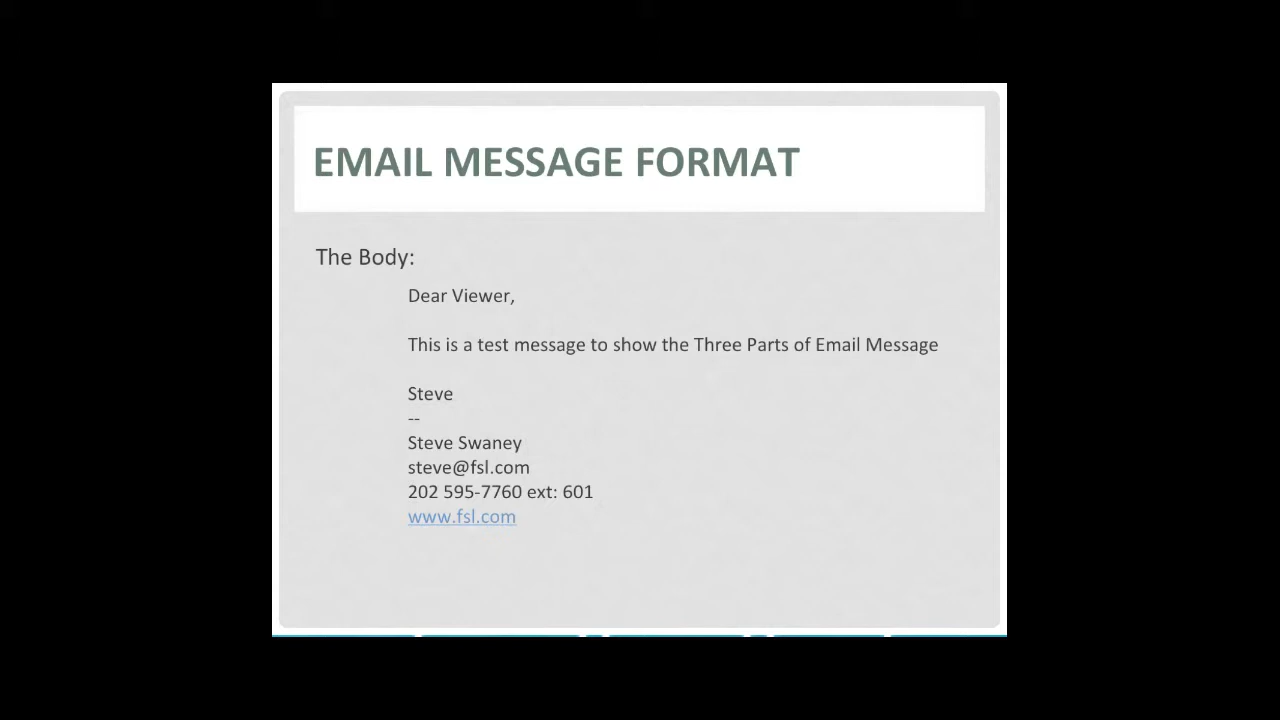 EMAIL MESSAGE FORMAT
The Body:
Dear Viewer,
This is a test message to show the Three Parts of Email Message
Steve
--
Steve Swaney
steve@fsl.com
202 595-7760 ext: 601
www.fsl.com